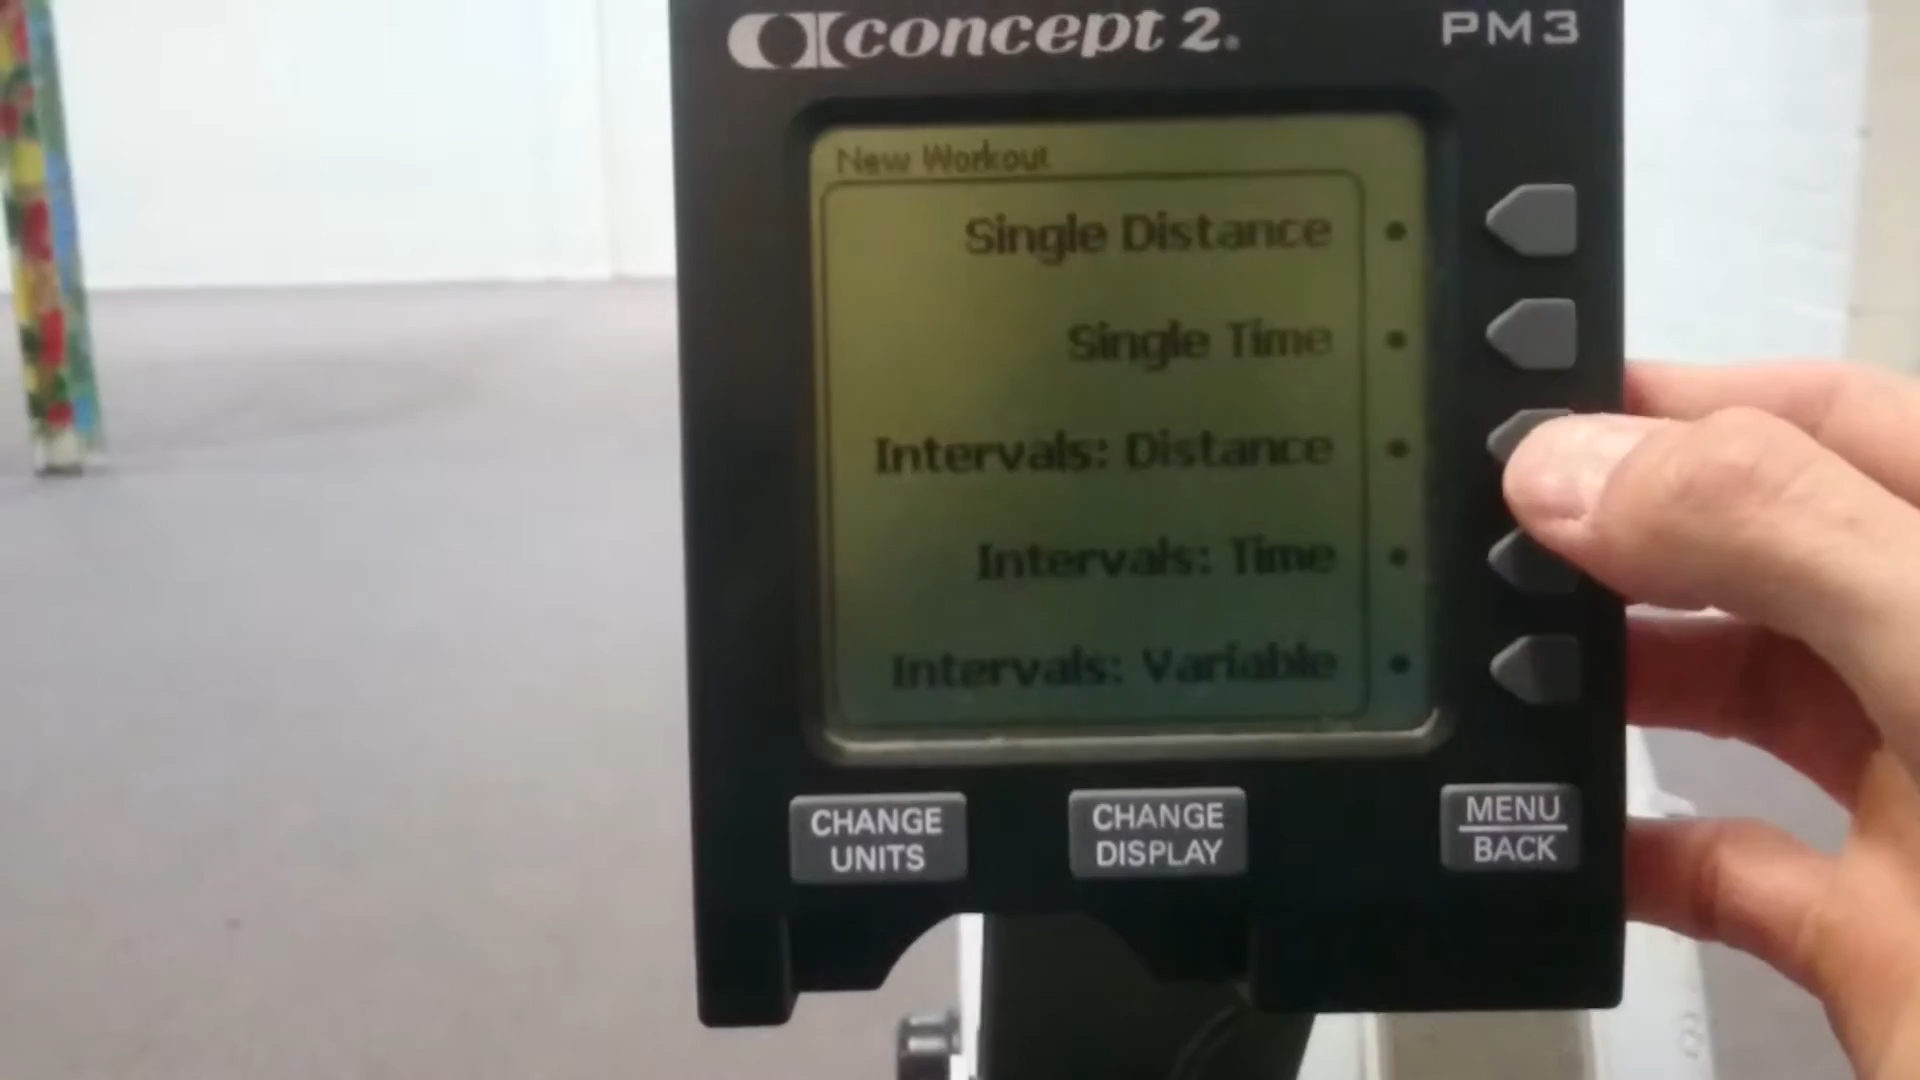 concept 2.
PM3
New Workout
Single Distance
Single Time
Intervals: Distance
Intervals: Time
Intervals: Variable
CHANGE
UNITS
CHANGE
DISPLAY
MENU
BACK